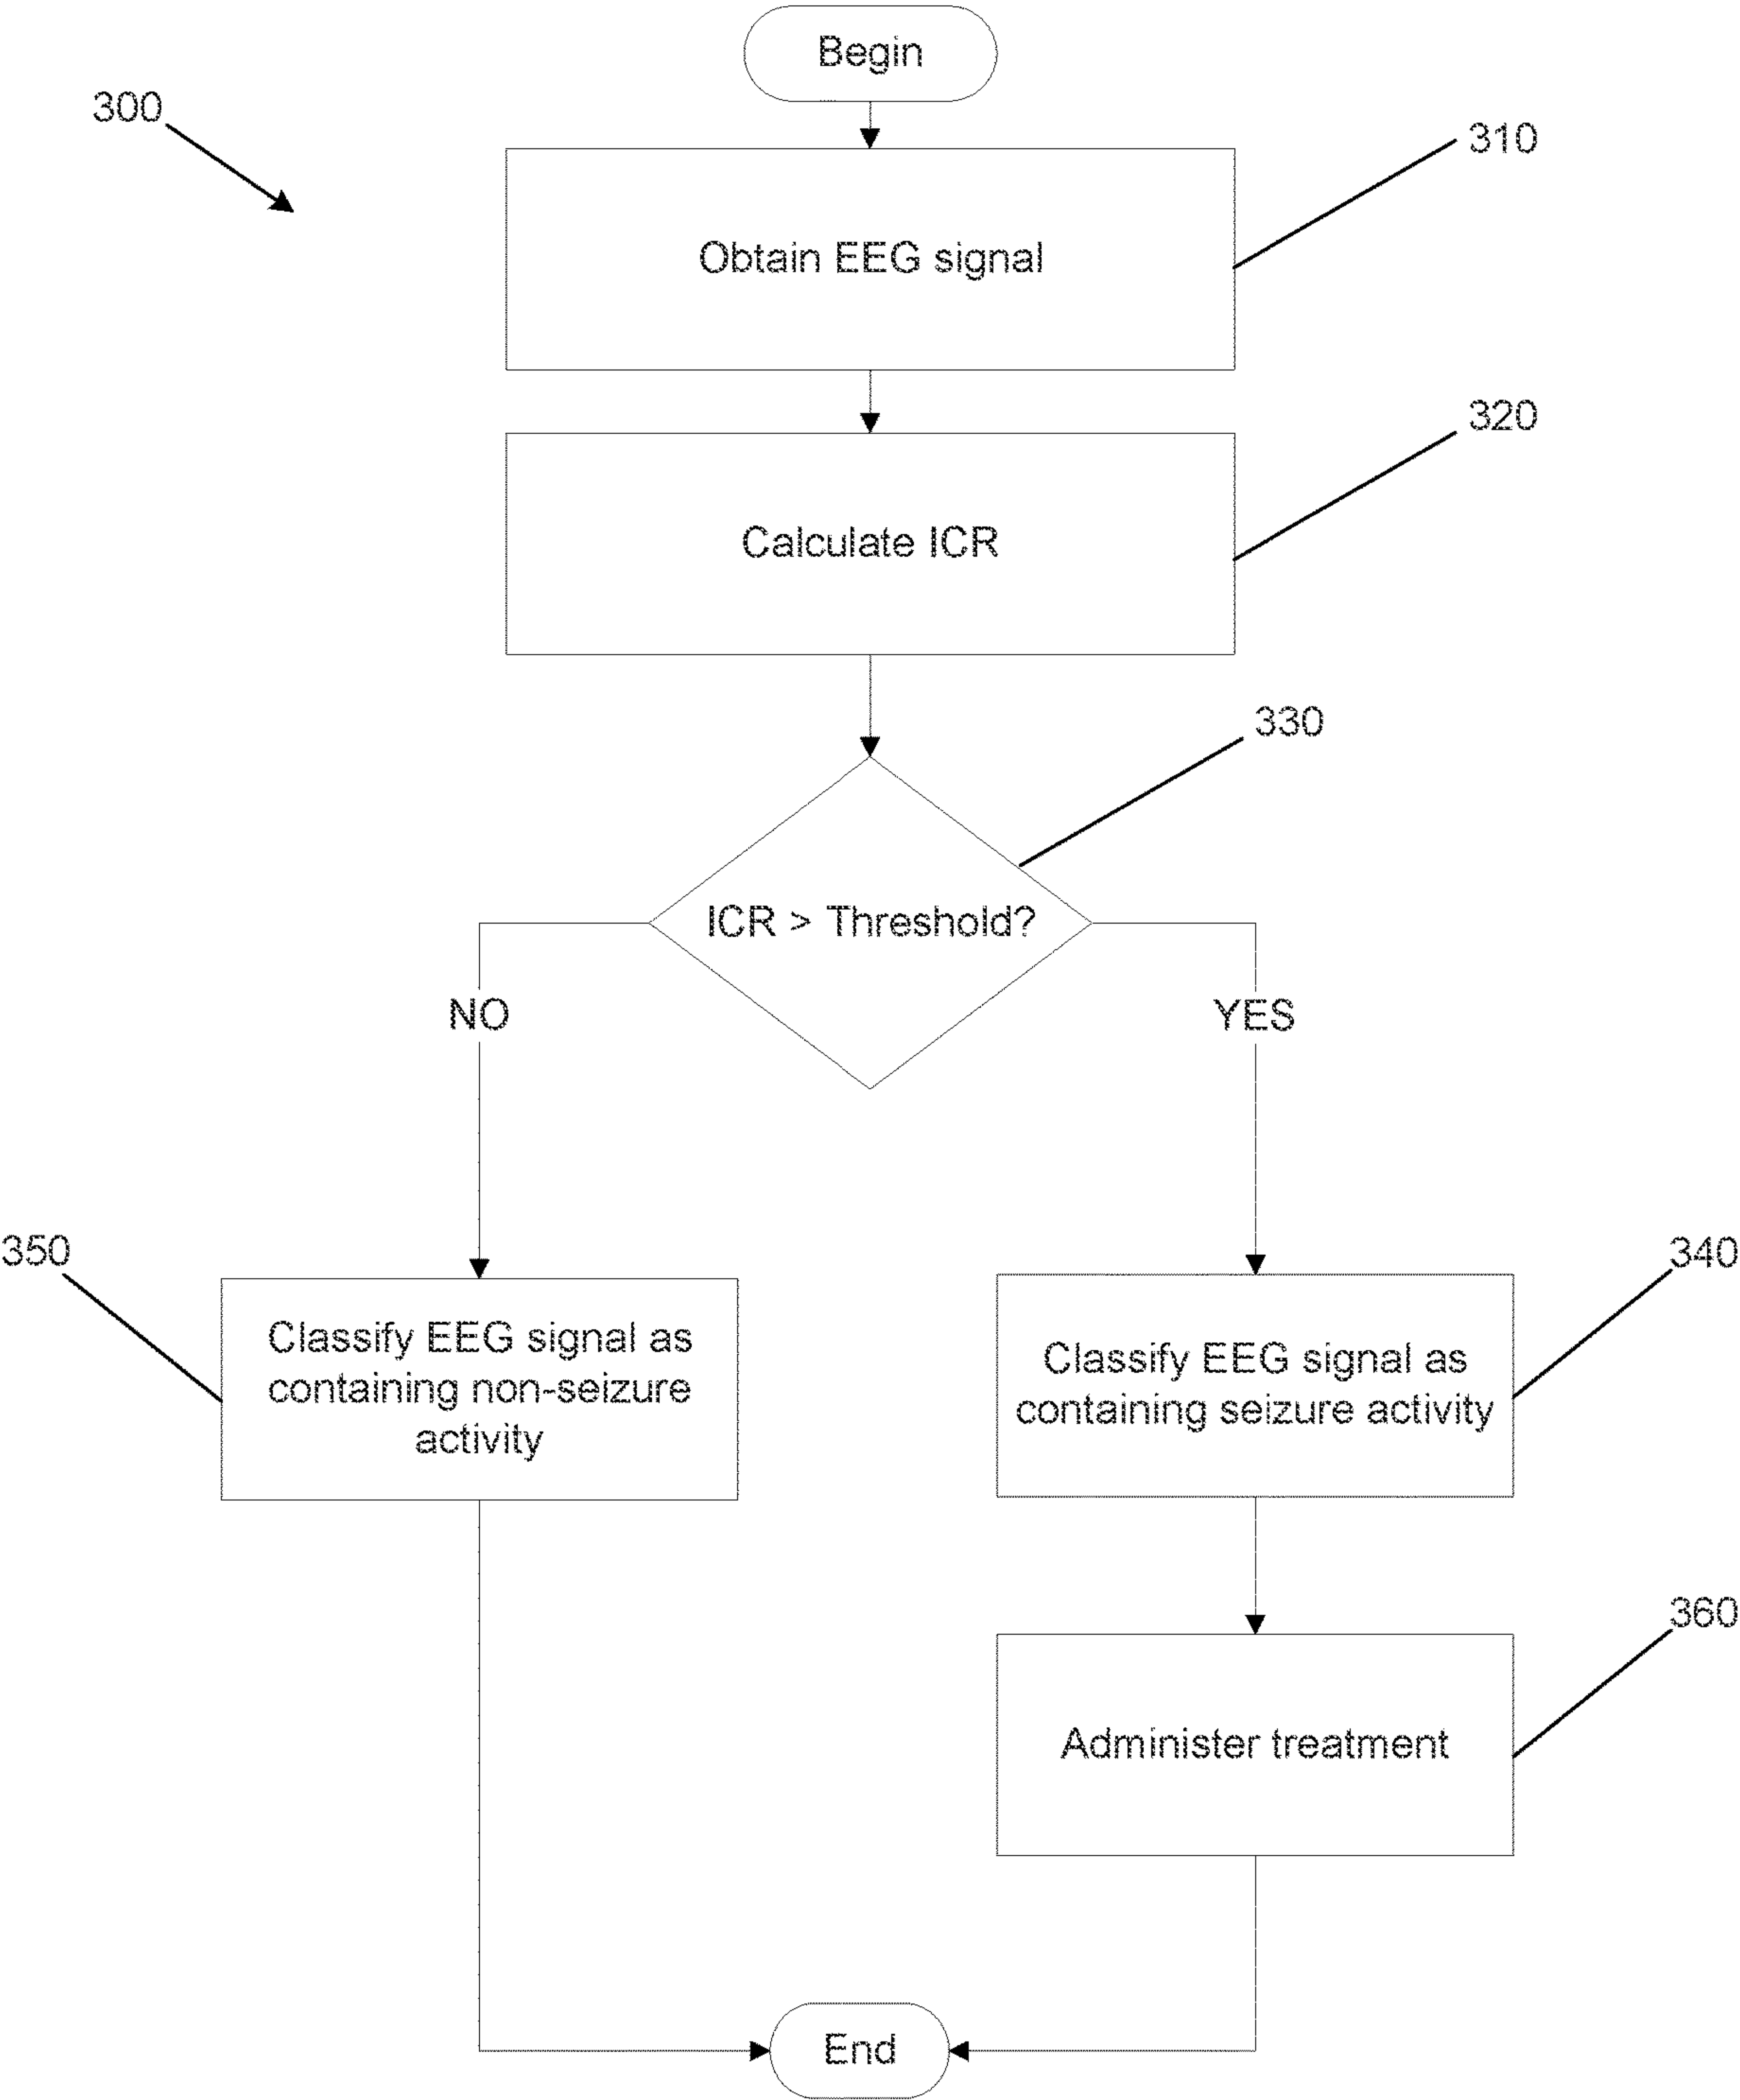 Begin
300
310
Obtain EEG signal
320
Calculate ICR
330
ICR > Threshold?
NO
YES
350
340
Classify EEG signal as
containing non-seizure
activity
Classify EEG signal as
containing seizure activity
360
Administer treatment
End